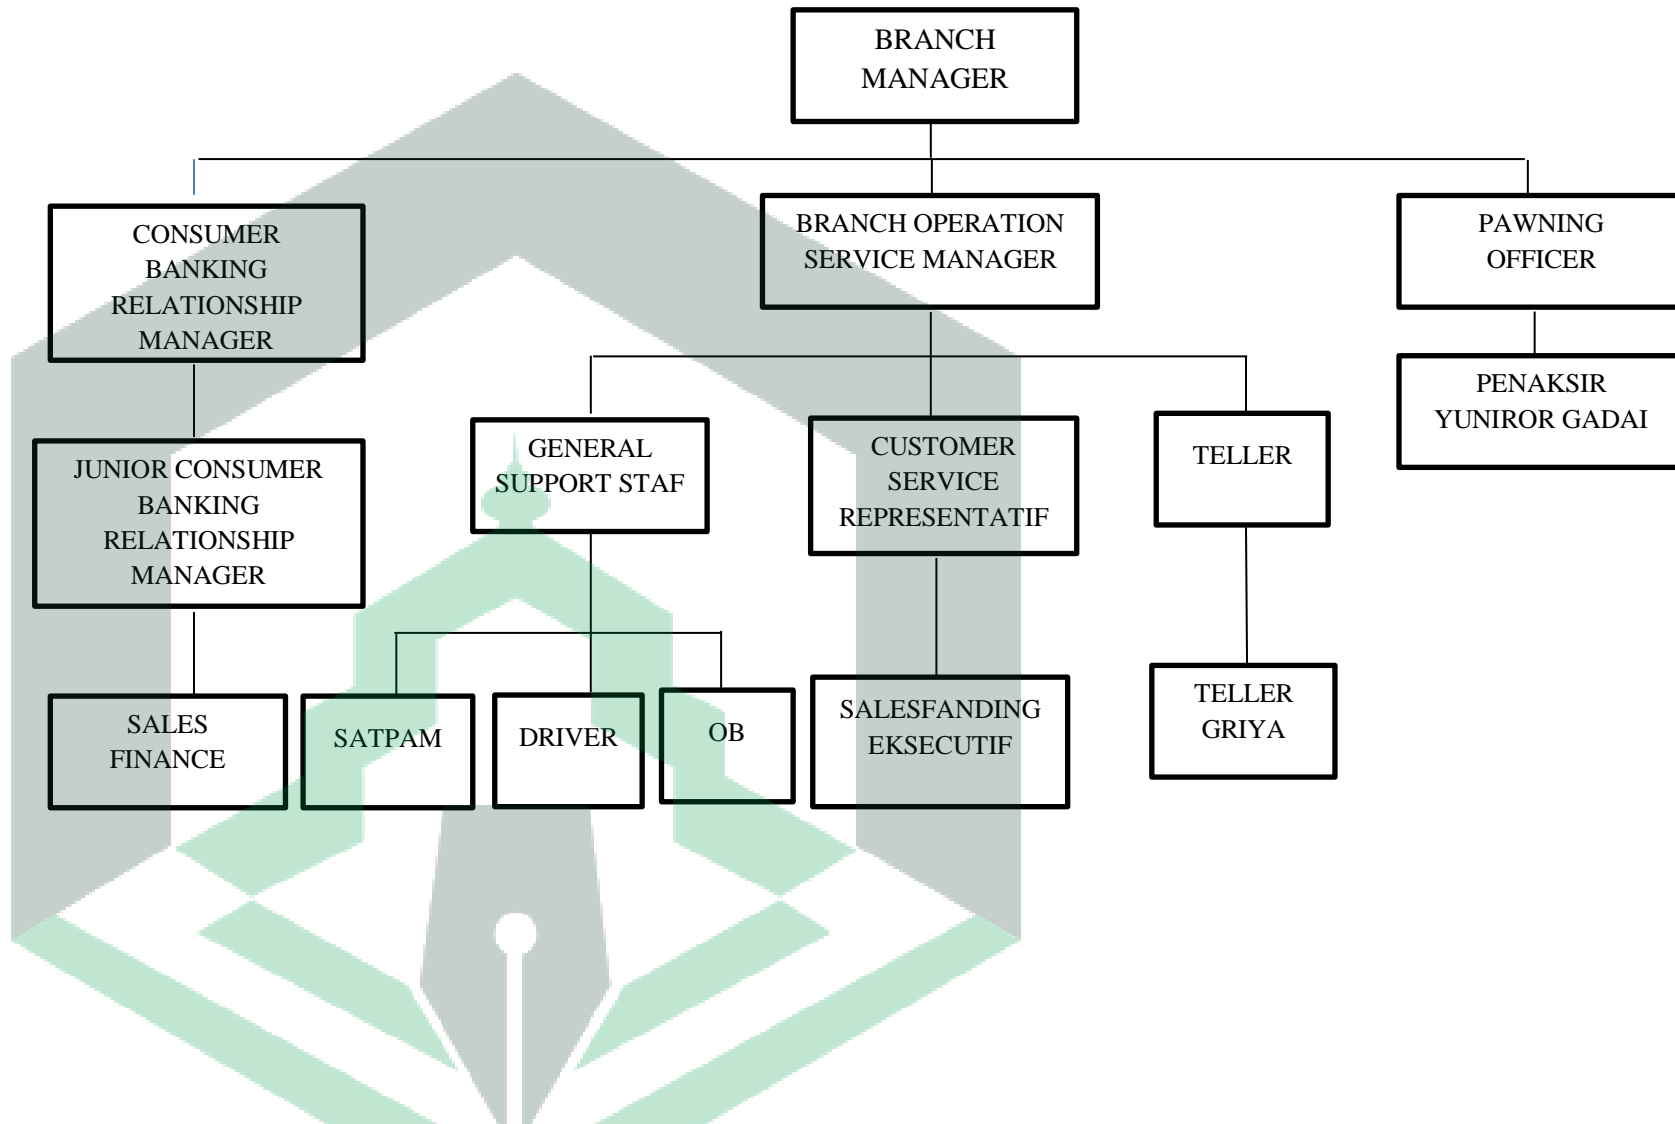 BRANCH
MANAGER
CONSUMER
BANKING
RELATIONSHIP
MANAGER
BRANCH OPERATION
SERVICE MANAGER
PAWNING
OFFICER
JUNIOR CONSUMER
BANKING
RELATIONSHIP
MANAGER
GENERAL
SUPPORT STAF
CUSTOMER
SERVICE
REPRESENTATIF
TELLER
PENAKSIR
YUNIROR GADAI
SALES
FINANCE
SATPAM
DRIVER
OB
SALESFANDING
EKSECUTIF
TELLER
GRIYA